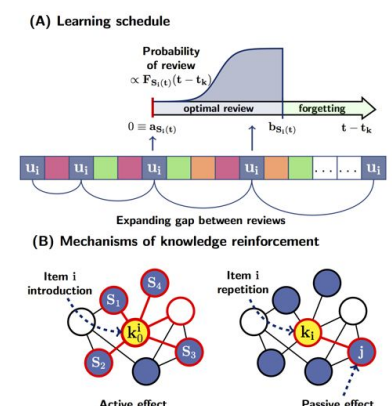 (A) Learning schedule
Probability
of review
∝ F_{S_i(t)}(t − t_k)
optimal review
forgetting
0 ≡ a_{S_i(t)}
b_{S_i(t)}
t − t_k
u_i u_i u_i u_i ..... u_i
Expanding gap between reviews
(B) Mechanisms of knowledge reinforcement
Item i
introduction
Item i
repetition
S_1
S_4
k_0^i
S_2
S_3
k_i
j
Active effect
Passive effect